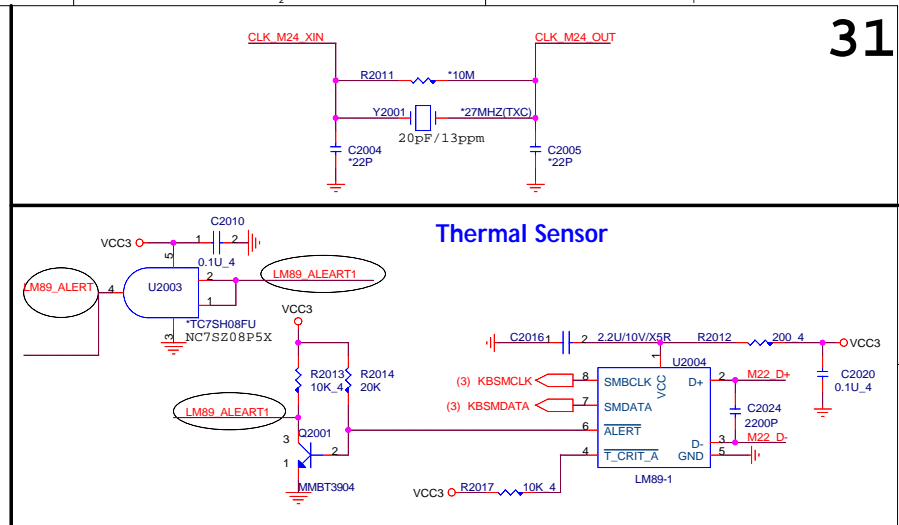 2
1
31
CLK_M24_XIN
CLK_M24_OUT
R2011
*10M
Y2001
*27MHZ(TXC)
20pF/13ppm
C2004
*22P
C2005
*22P
Thermal Sensor
C2010
VCC3
1
2
0.1U_4
5
LM89_ALERT
4
U2003
2
1
LM89_ALEART1
3
*TC7SH08FU
NC7SZ08P5X
VCC3
R2013
10K_4
R2014
20K
LM89_ALEART1
Q2001
3
2
1
MMBT3904
C2016
1
2
2.2U/10V/X5R
R2012
200_4
VCC3
C2020
0.1U_4
1
U2004
(3) KBSMCLK
8
SMBCLK
VCC
D+
2
M22_D+
(3) KBSMDATA
7
SMDATA
C2024
2200P
6
ALERT
D-
3
M22_D-
4
T_CRIT_A
GND
5
LM89-1
VCC3
R2017
10K_4